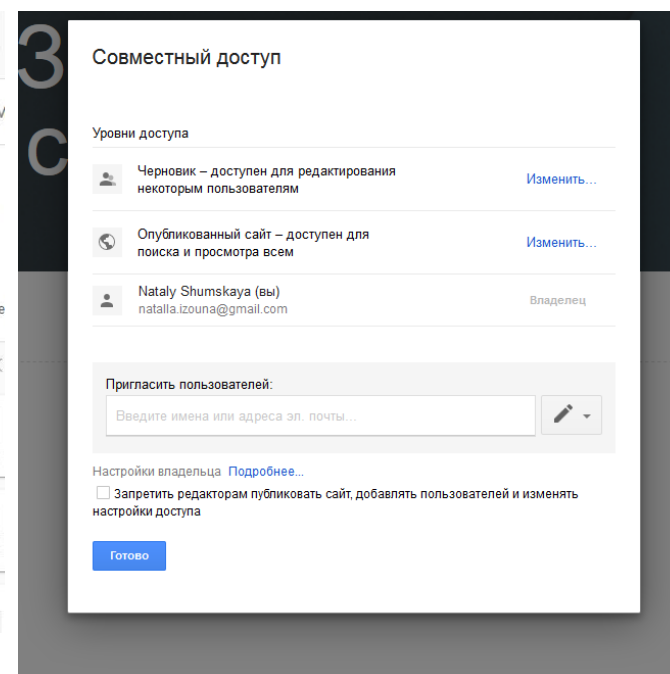 З
с
Совместный доступ
Уровни доступа
Черновик – доступен для редактирования
некоторым пользователям
Изменить...
Опубликованный сайт – доступен для
поиска и просмотра всем
Изменить...
Nataly Shumskaya (вы)
natalla.izouna@gmail.com
Владелец
Пригласить пользователей:
Введите имена или адреса эл. почты...
Настройки владельца Подробнее...
Запретить редакторам публиковать сайт, добавлять пользователей и изменять
настройки доступа
Готово